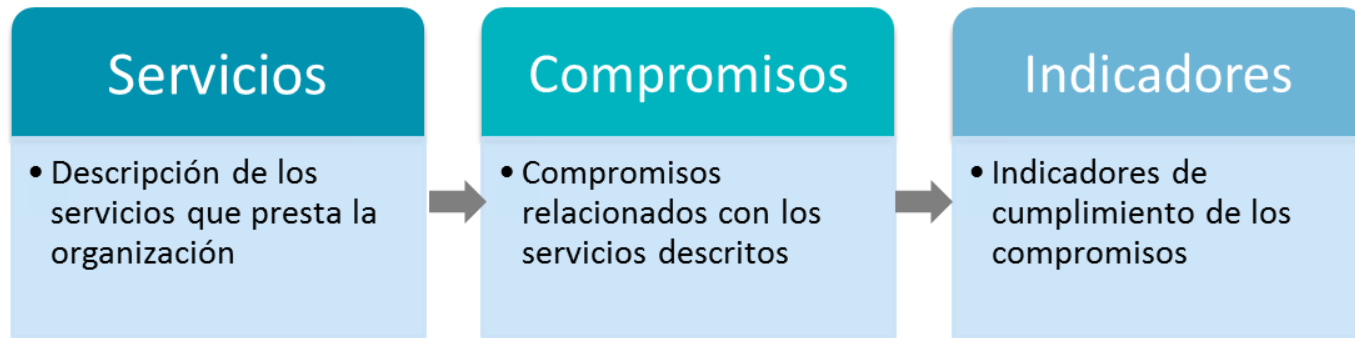 Servicios
• Descripción de los
servicios que presta la
organización
Compromisos
• Compromisos
relacionados con los
servicios descritos
Indicadores
• Indicadores de
cumplimiento de los
compromisos